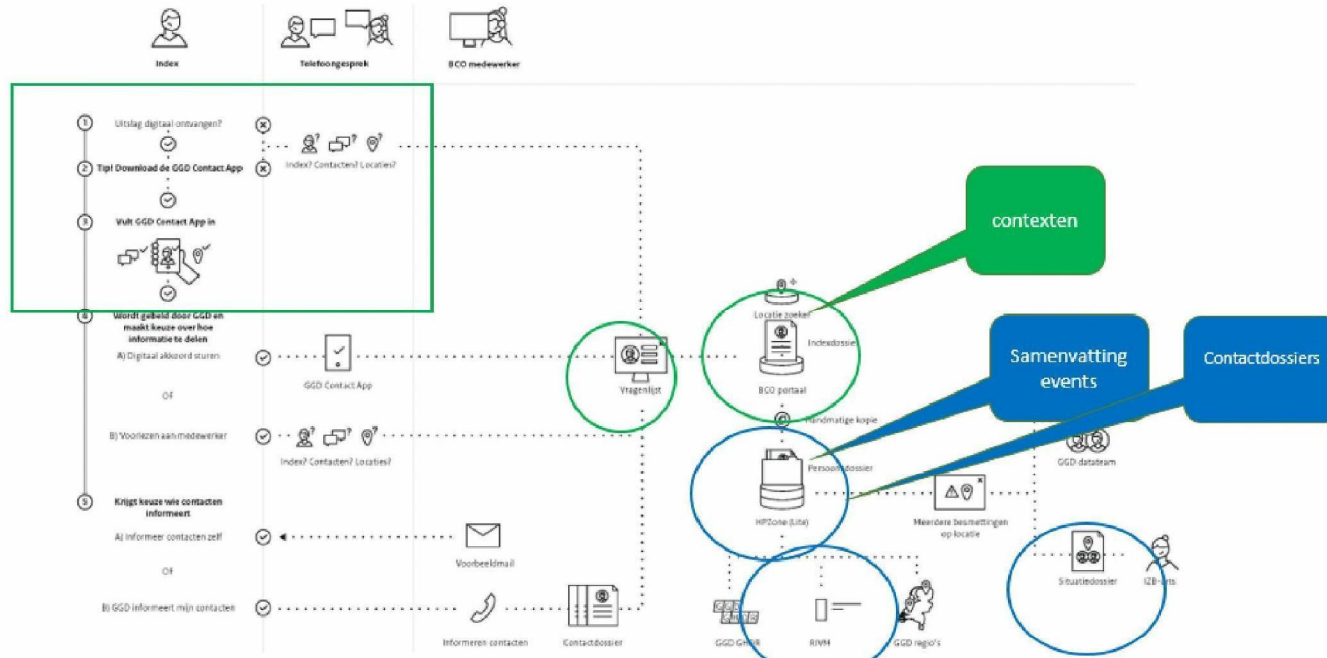 Index
Telefoongesprek
BCO medewerker
1
Uitslag digitaal ontvangen?
2
Tip! Download de GGD Contact App
Index? Contacten? Locaties?
3
Vult GGD Contact App in
contexten
4
Wordt gebeld door GGD en
maakt keuze over hoe
informatie te delen
A) Digitaal akkoord sturen
GGD Contact App
OF
B) Voorlezen aan medewerker
Index? Contacten? Locaties?
Vragenlijst
Locatie zoeker
Indexdossier
BCO portaal
Handmatige kopie
Samenvatting
events
Contactdossiers
Persoonsdossier
GGD datateam
HPZone (Lite)
Meerdere besmettingen
op locatie
5
Krijgt keuze wie contacten
informeert
A) Informeer contacten zelf
Voorbeeldmail
OF
B) GGD informeert mijn contacten
Informeren contacten
Contactdossier
Situatiedossier
IZB-arts
GGD GHOR
RIVM
GGD regio's